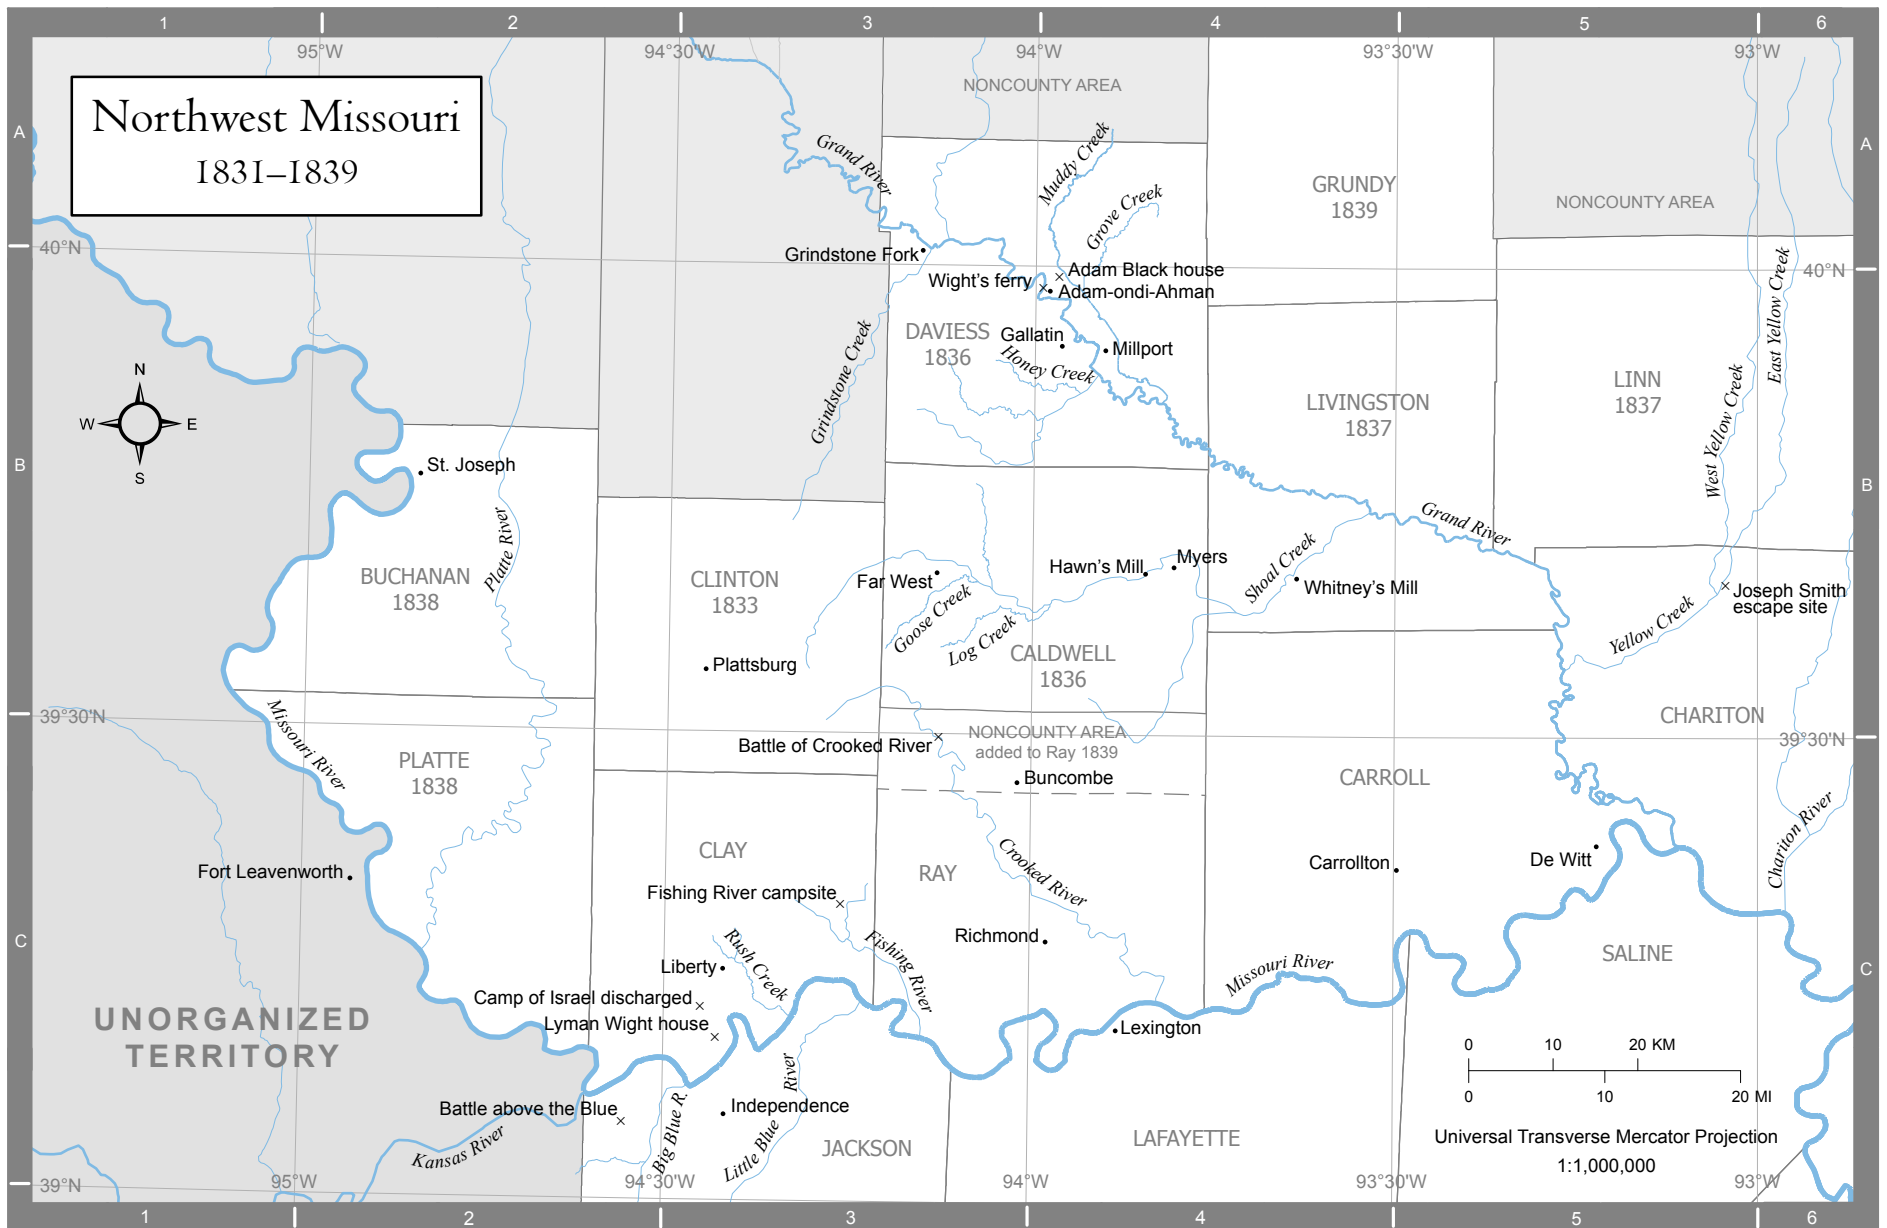 1
2
3
4
5
6
95°W
94°30'W
94°W
93°30'W
93°W
Northwest Missouri
1831–1839
NONCOUNTY AREA
A
A
Grand River
Muddy Creek
Grove Creek
GRUNDY
1839
NONCOUNTY AREA
40°N
40°N
Grindstone Fork
Adam Black house
Wight's ferry
Adam-ondi-Ahman
East Yellow Creek
DAVIESS
1836
Gallatin
Millport
Honey Creek
Grindstone Creek
LINN
1837
West Yellow Creek
LIVINGSTON
1837
N
W
E
S
B
B
St. Joseph
Platte River
Grand River
BUCHANAN
1838
CLINTON
1833
Far West
Goose Creek
Log Creek
Hawn's Mill
Myers
Shoal Creek
Whitney's Mill
Joseph Smith
escape site
Yellow Creek
Plattsburg
CALDWELL
1836
39°30'N
39°30'N
Missouri River
PLATTE
1838
Battle of Crooked River
NONCOUNTY AREA
added to Ray 1839
Buncombe
CARROLL
CHARITON
Chariton River
CLAY
RAY
Crooked River
Carrollton
De Witt
Fort Leavenworth
Fishing River campsite
Fishing River
Richmond
C
C
Rush Creek
Liberty
Missouri River
SALINE
Camp of Israel discharged
Lyman Wight house
Lexington
UNORGANIZED
TERRITORY
0 10 20 KM
0 10 20 MI
Battle above the Blue
Kansas River
Big Blue R.
Independence
Little Blue River
JACKSON
LAFAYETTE
Universal Transverse Mercator Projection
1:1,000,000
39°N
95°W
94°30'W
94°W
93°30'W
93°W
1
2
3
4
5
6